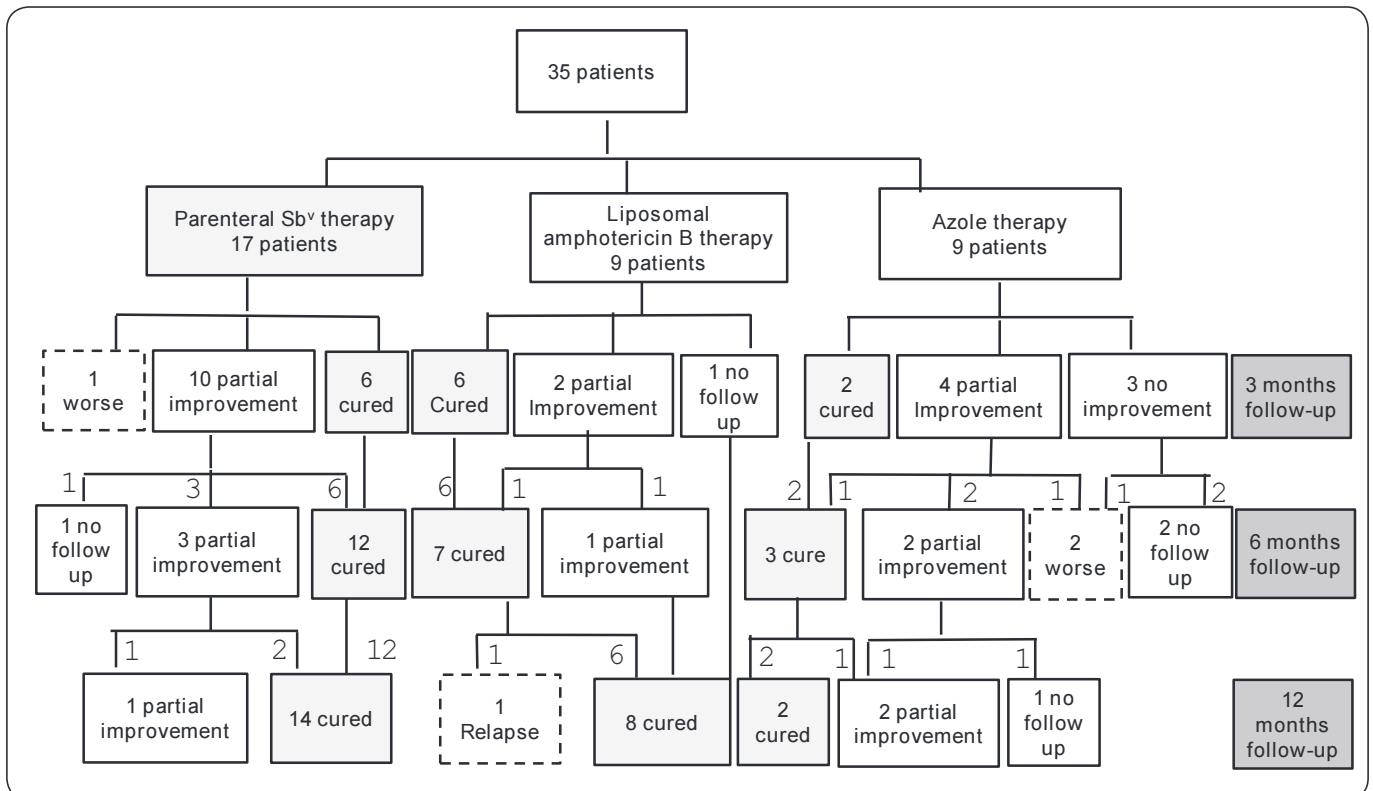 35 patients
Parenteral Sbᵛ therapy
17 patients
Liposomal
amphotericin B therapy
9 patients
Azole therapy
9 patients
1
worse
10 partial
improvement
6
cured
6
Cured
2 partial
Improvement
1 no
follow
up
2
cured
4 partial
Improvement
3 no
improvement
3 months
follow-up
1
3
6
6
1
1
2
1
2
1
1
2
1 no
follow
up
3 partial
improvement
12
cured
7 cured
1 partial
improvement
3 cure
2 partial
improvement
2
worse
2 no
follow
up
6 months
follow-up
1
2
12
1
6
2
1
1
1
1 partial
improvement
14 cured
1
Relapse
8 cured
2
cured
2 partial
improvement
1 no
follow
up
12
months
follow-up